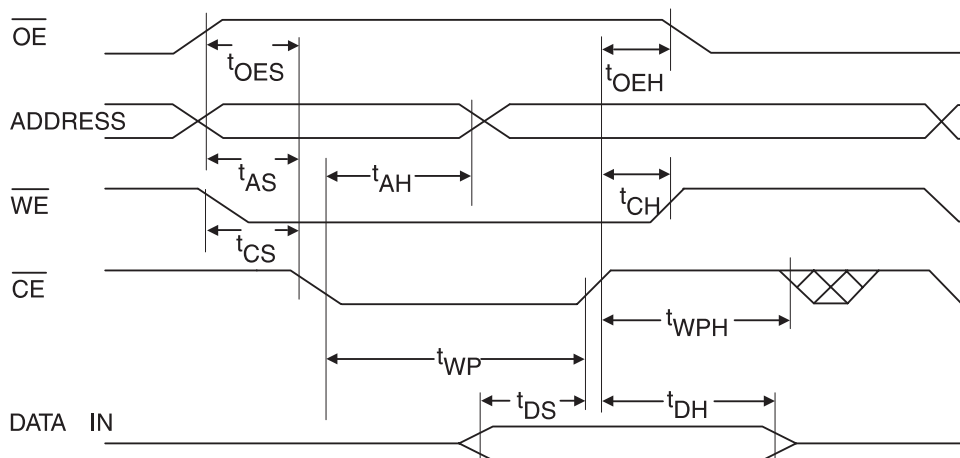 OE
tOES
tOEH
ADDRESS
tAS
tAH
WE
tCH
tCS
CE
tWPH
tWP
tDS
tDH
DATA IN